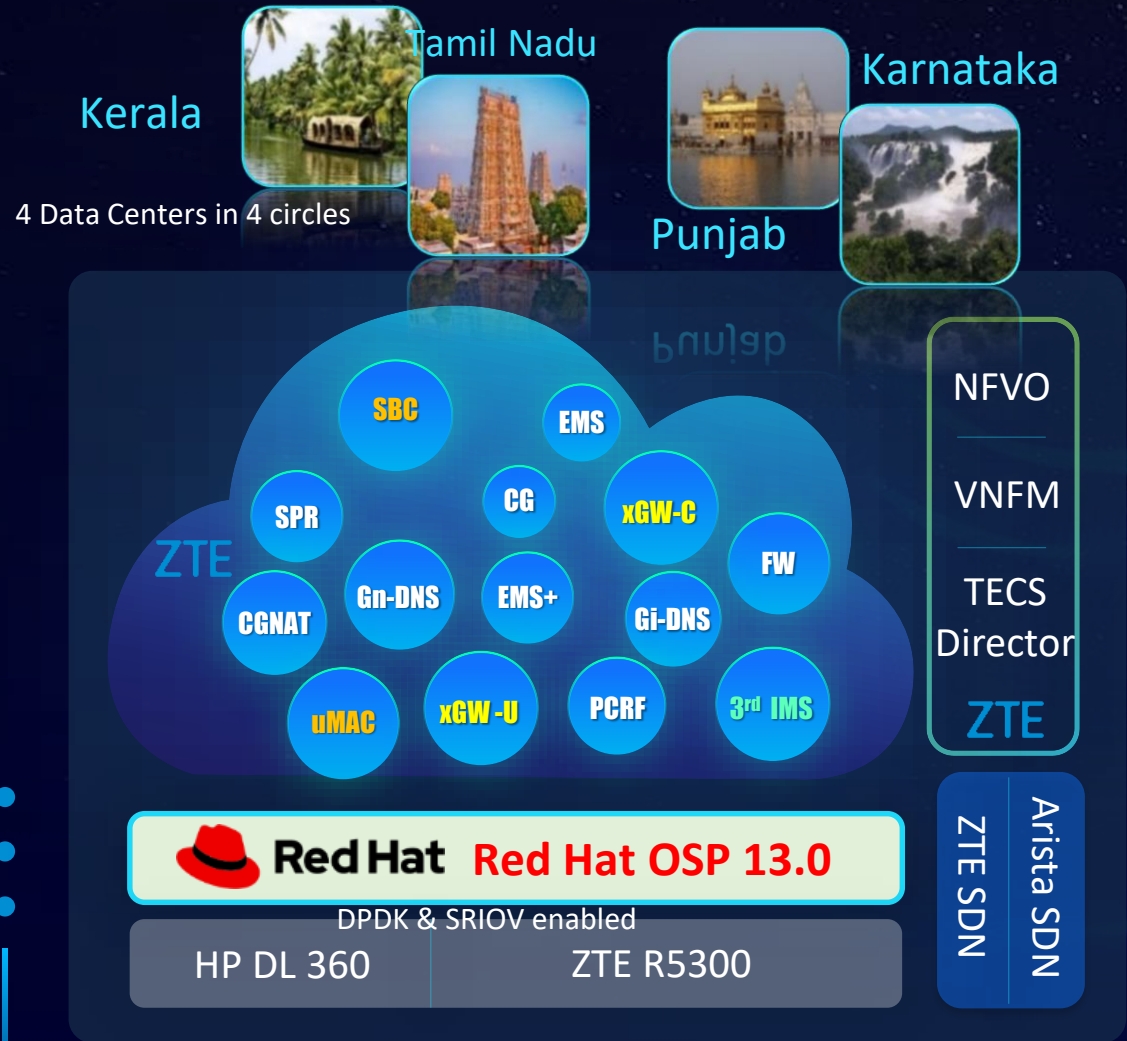 Tamil Nadu
Karnataka
Kerala
4 Data Centers in 4 circles
Punjab
Punjab
SBC
EMS
SPR
CG
xGW-C
ZTE
FW
CGNAT
Gn-DNS
EMS+
Gi-DNS
uMAC
xGW -U
PCRF
3rd IMS
NFVO
VNFM
TECS
Director
ZTE
Red Hat Red Hat OSP 13.0
DPDK & SRIOV enabled
HP DL 360
ZTE R5300
ZTE SDN
Arista SDN